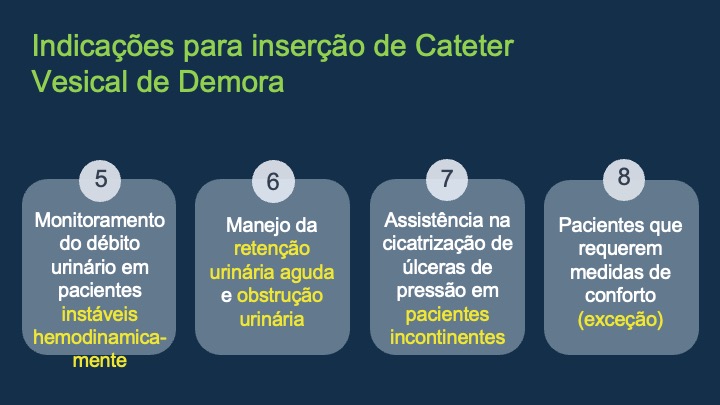 Indicações para inserção de Cateter
Vesical de Demora
5
Monitoramento
do débito
urinário em
pacientes
instáveis
hemodinamica-
mente
6
Manejo da
retenção
urinária aguda
e obstrução
urinária
7
Assistência na
cicatrização de
úlceras de
pressão em
pacientes
incontinentes
8
Pacientes que
requerem
medidas de
conforto
(exceção)